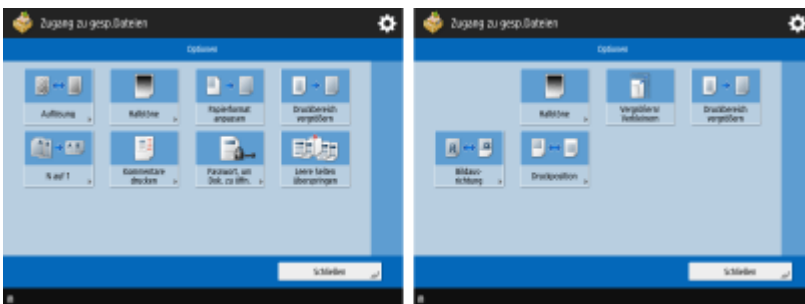 Zugang zu gesp.Dateien
Optionen
Auflösung
Halbtöne
Papierformat
anpassen
Druckbereich
vergrößern
N auf 1
Kommentare
drucken
Passwort, um
Dok. zu öffn.
Leere Seiten
überspringen
Schließen
Zugang zu gesp.Dateien
Optionen
Halbtöne
Vergrößern/
Verkleinern
Druckbereich
vergrößern
Bildaus-
richtung
Druckposition
Schließen